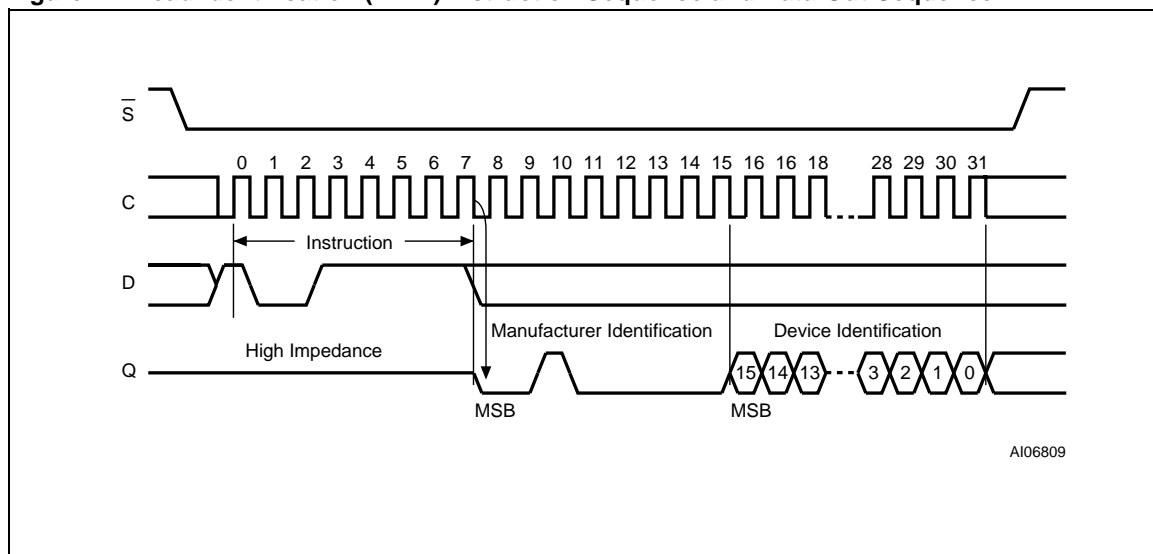 S
0 1 2 3 4 5 6 7 8 9 10 11 12 13 14 15 16 16 18 28 29 30 31
C
Instruction
D
Manufacturer Identification Device Identification
High Impedance
Q 15 14 13 3 2 1 0
MSB MSB
AI06809